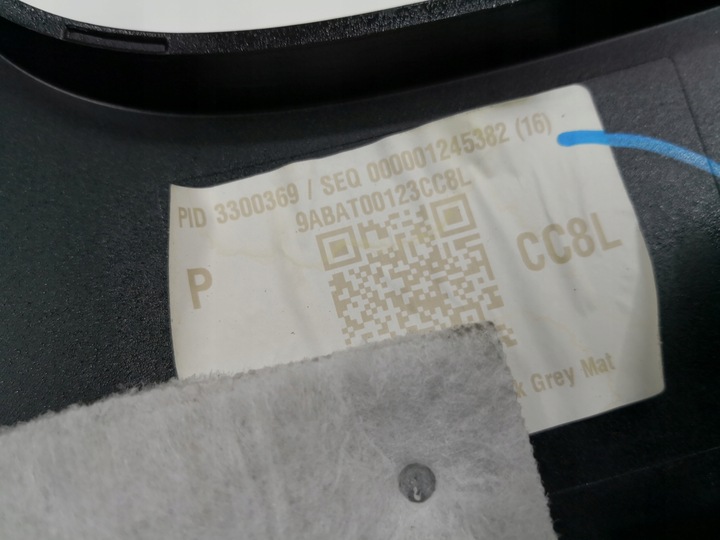 PID 3300369 / SEQ 000001245382 (16)
9ABAT00123CC8L
P
CC8L
Grey Mat